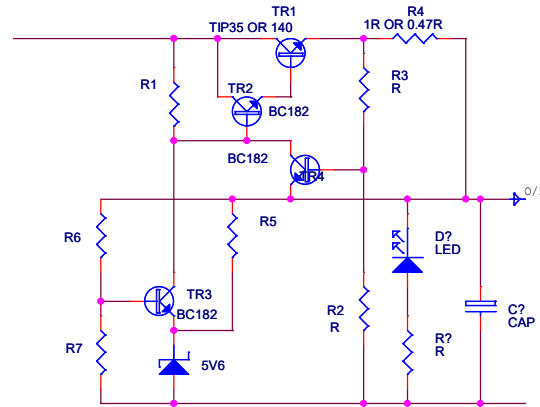 TR1
TIP35 OR 140
R4
1R OR 0.47R
R1
TR2
BC182
R3
R
BC182
TR4
O/
R6
R5
D?
LED
TR3
BC182
R2
R
C?
CAP
R7
5V6
R?
R